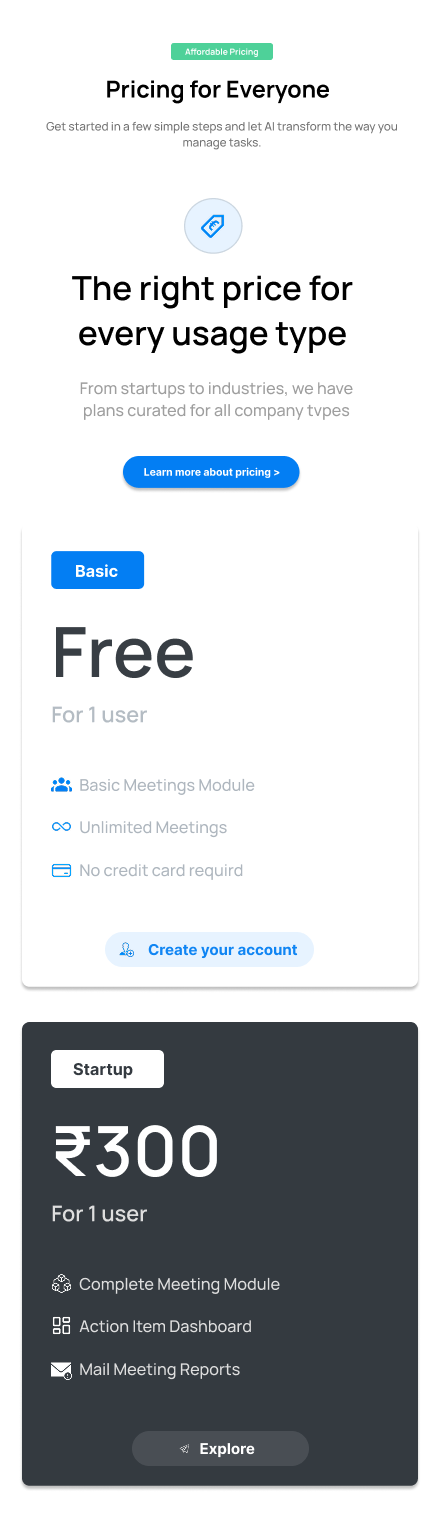 Affordable Pricing
Pricing for Everyone
Get started in a few simple steps and let AI transform the way you
manage tasks.
The right price for
every usage type
From startups to industries, we have
plans curated for all company types
Learn more about pricing >
Basic
Free
For 1 user
Basic Meetings Module
Unlimited Meetings
No credit card requird
Create your account
Startup
₹300
For 1 user
Complete Meeting Module
Action Item Dashboard
Mail Meeting Reports
Explore